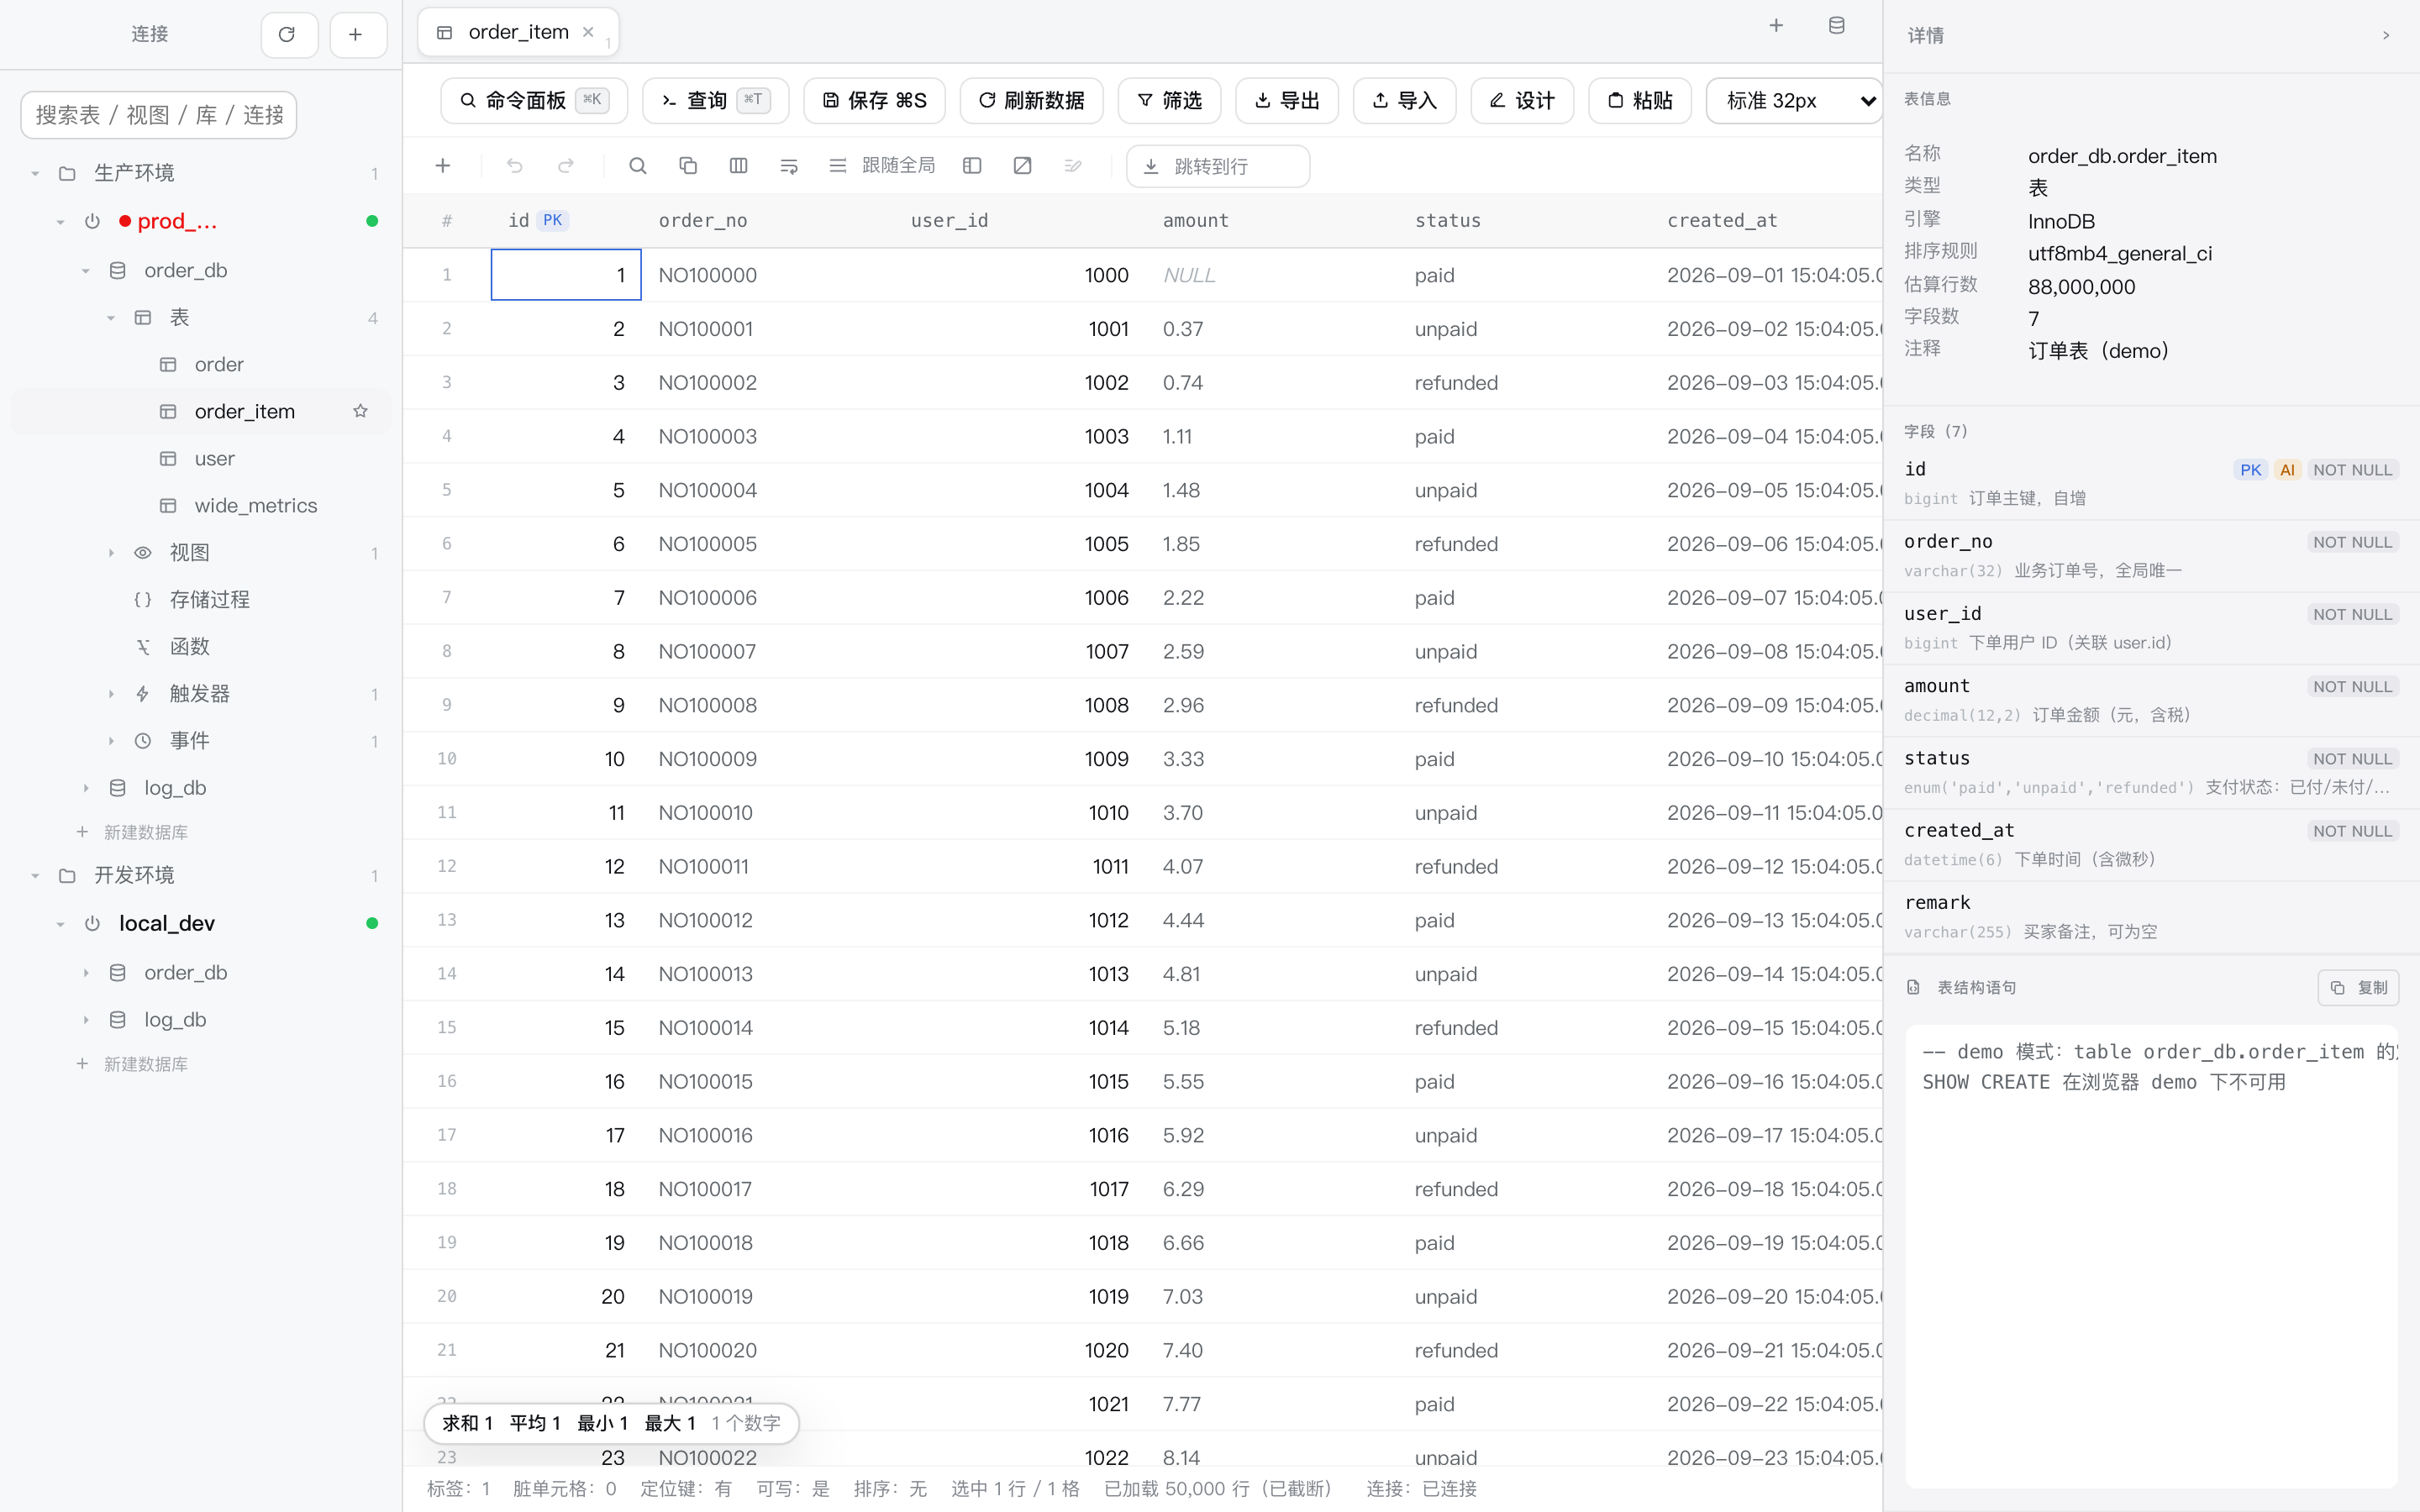 连接
搜索表 / 视图 / 库 / 连接
生产环境 1
prod_...
order_db
表 4
order
order_item
user
wide_metrics
视图 1
存储过程
函数
触发器 1
事件 1
log_db
新建数据库
开发环境 1
local_dev
order_db
log_db
新建数据库
order_item 1
命令面板 ⌘K 查询 ⌘T 保存 ⌘S 刷新数据 筛选 导出 导入 设计 粘贴 标准 32px
跟随全局 跳转到行
# id PK order_no user_id amount status created_at
1 1 NO100000 1000 NULL paid 2026-09-01 15:04:05.0
2 2 NO100001 1001 0.37 unpaid 2026-09-02 15:04:05.0
3 3 NO100002 1002 0.74 refunded 2026-09-03 15:04:05.0
4 4 NO100003 1003 1.11 paid 2026-09-04 15:04:05.0
5 5 NO100004 1004 1.48 unpaid 2026-09-05 15:04:05.0
6 6 NO100005 1005 1.85 refunded 2026-09-06 15:04:05.0
7 7 NO100006 1006 2.22 paid 2026-09-07 15:04:05.0
8 8 NO100007 1007 2.59 unpaid 2026-09-08 15:04:05.0
9 9 NO100008 1008 2.96 refunded 2026-09-09 15:04:05.0
10 10 NO100009 1009 3.33 paid 2026-09-10 15:04:05.0
11 11 NO100010 1010 3.70 unpaid 2026-09-11 15:04:05.0
12 12 NO100011 1011 4.07 refunded 2026-09-12 15:04:05.0
13 13 NO100012 1012 4.44 paid 2026-09-13 15:04:05.0
14 14 NO100013 1013 4.81 unpaid 2026-09-14 15:04:05.0
15 15 NO100014 1014 5.18 refunded 2026-09-15 15:04:05.0
16 16 NO100015 1015 5.55 paid 2026-09-16 15:04:05.0
17 17 NO100016 1016 5.92 unpaid 2026-09-17 15:04:05.0
18 18 NO100017 1017 6.29 refunded 2026-09-18 15:04:05.0
19 19 NO100018 1018 6.66 paid 2026-09-19 15:04:05.0
20 20 NO100019 1019 7.03 unpaid 2026-09-20 15:04:05.0
21 21 NO100020 1020 7.40 refunded 2026-09-21 15:04:05.0
22 22 NO100021 1021 7.77 paid 2026-09-22 15:04:05.0
23 23 NO100022 1022 8.14 unpaid 2026-09-23 15:04:05.0
求和 1 平均 1 最小 1 最大 1 1 个数字
标签：1 脏单元格：0 定位键：有 可写：是 排序：无 选中 1 行 / 1 格 已加载 50,000 行（已截断） 连接：已连接
详情
表信息
名称 order_db.order_item
类型 表
引擎 InnoDB
排序规则 utf8mb4_general_ci
估算行数 88,000,000
字段数 7
注释 订单表（demo）
字段（7）
id PK AI NOT NULL
bigint 订单主键，自增
order_no NOT NULL
varchar(32) 业务订单号，全局唯一
user_id NOT NULL
bigint 下单用户 ID（关联 user.id）
amount NOT NULL
decimal(12,2) 订单金额（元，含税）
status NOT NULL
enum('paid','unpaid','refunded') 支付状态：已付/未付/...
created_at NOT NULL
datetime(6) 下单时间（含微秒）
remark
varchar(255) 买家备注，可为空
表结构语句 复制
-- demo 模式：table order_db.order_item 的
SHOW CREATE 在浏览器 demo 下不可用